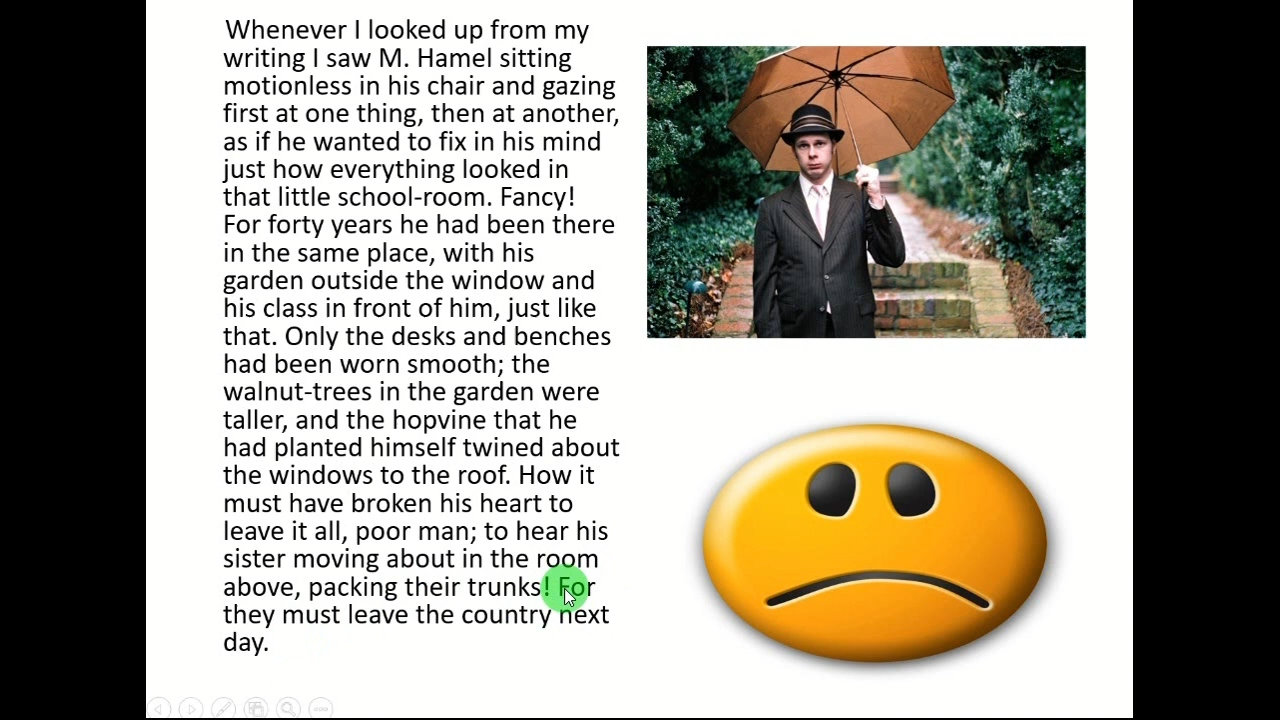 Whenever I looked up from my
writing I saw M. Hamel sitting
motionless in his chair and gazing
first at one thing, then at another,
as if he wanted to fix in his mind
just how everything looked in
that little school-room. Fancy!
For forty years he had been there
in the same place, with his
garden outside the window and
his class in front of him, just like
that. Only the desks and benches
had been worn smooth; the
walnut-trees in the garden were
taller, and the hopvine that he
had planted himself twined about
the windows to the roof. How it
must have broken his heart to
leave it all, poor man; to hear his
sister moving about in the room
above, packing their trunks! For
they must leave the country next
day.